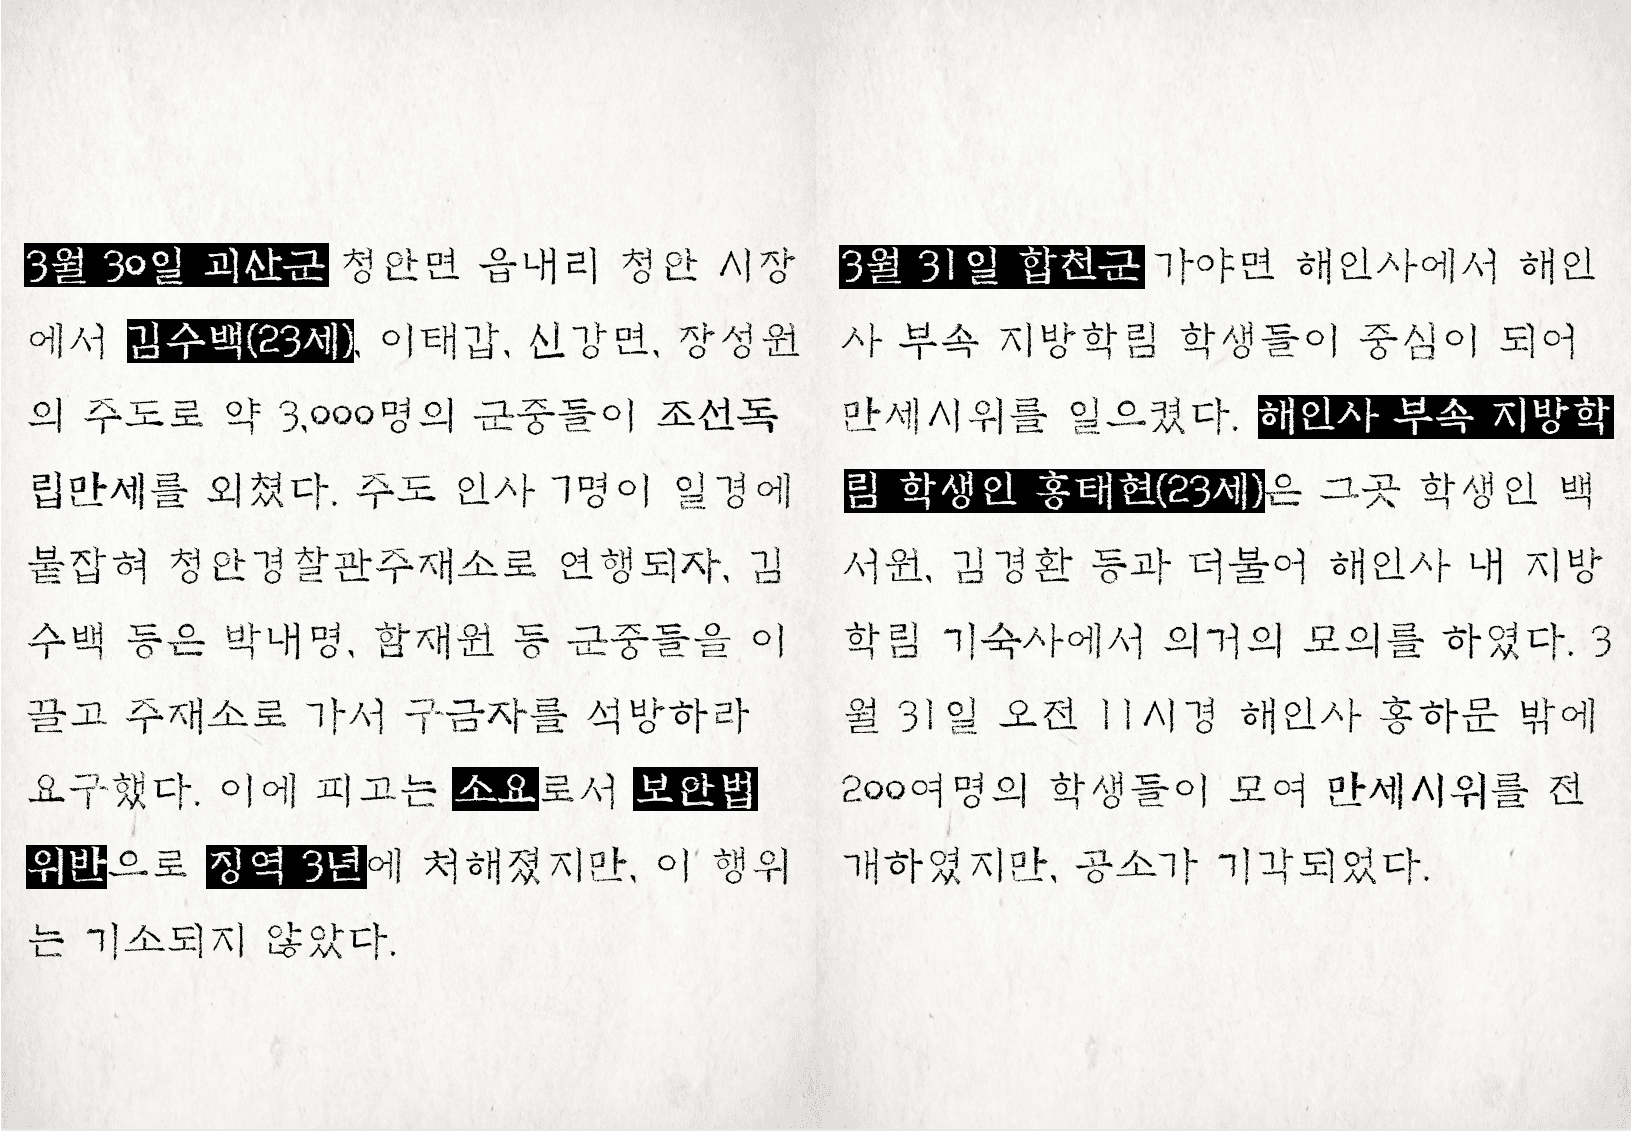 3월 30일 괴산군 청안면 읍내리 청안 시장
에서 김수백(23세), 이태갑, 신강면, 장성원
의 주도로 약 3,000명의 군중들이 조선독
립만세를 외쳤다. 주도 인사 7명이 일경에
붙잡혀 청안경찰관주재소로 연행되자, 김
수백 등은 박내명, 합재원 등 군중들을 이
끌고 주재소로 가서 구금자를 석방하라
요구했다. 이에 피고는 소요로서 보안법
위반으로 징역 3년에 처해졌지만, 이 행위
는 기소되지 않았다.
3월 31일 합천군 가야면 해인사에서 해인
사 부속 지방학림 학생들이 중심이 되어
만세시위를 일으켰다. 해인사 부속 지방학
림 학생인 홍태현(23세)은 그곳 학생인 백
서원, 김경환 등과 더불어 해인사 내 지방
학림 기숙사에서 의거의 모의를 하였다. 3
월 31일 오전 11시경 해인사 홍하문 밖에
200여명의 학생들이 모여 만세시위를 전
개하였지만, 공소가 기각되었다.